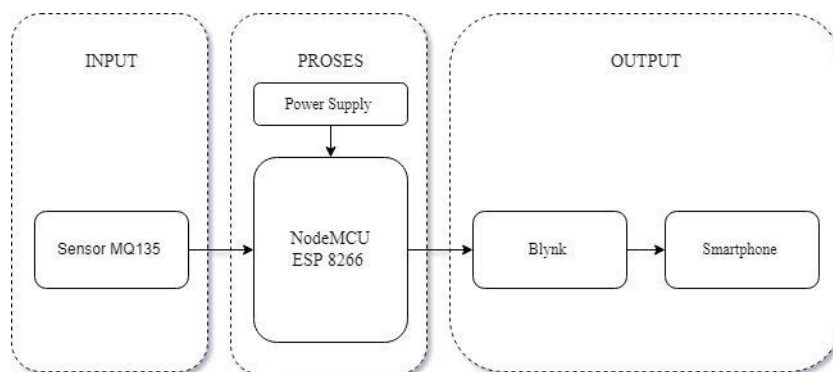 INPUT
PROSES
OUTPUT
Power Supply
Sensor MQ135
NodeMCU
ESP 8266
Blynk
Smartphone